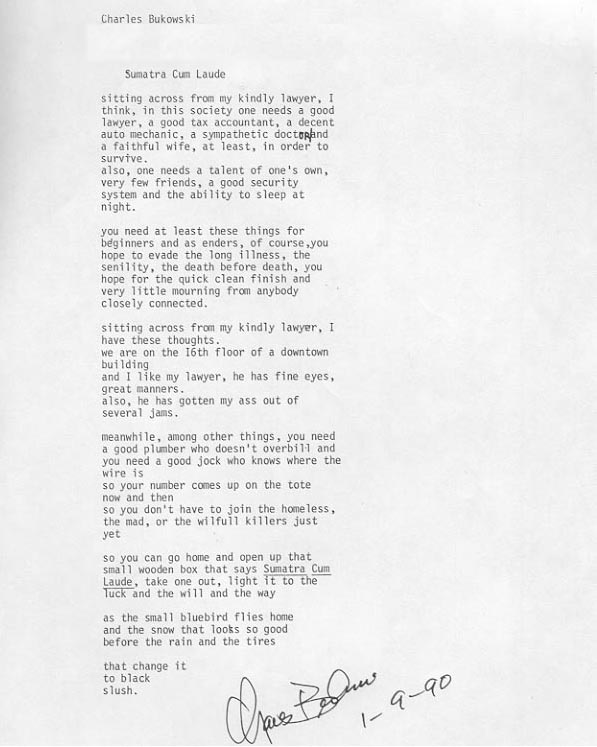 Charles Bukowski
Sumatra Cum Laude
sitting across from my kindly lawyer, I
think, in this society one needs a good
lawyer, a good tax accountant, a decent
auto mechanic, a sympathetic doctor and
a faithful wife, at least, in order to
survive.
also, one needs a talent of one's own,
very few friends, a good security
system and the ability to sleep at
night.
you need at least these things for
beginners and as enders, of course,you
hope to evade the long illness, the
senility, the death before death, you
hope for the quick clean finish and
very little mourning from anybody
closely connected.
sitting across from my kindly lawyer, I
have these thoughts.
we are on the I6th floor of a downtown
building
and I like my lawyer, he has fine eyes,
great manners.
also, he has gotten my ass out of
several jams.
meanwhile, among other things, you need
a good plumber who doesn't overbill and
you need a good jock who knows where the
wire is
so your number comes up on the tote
now and then
so you don't have to join the homeless,
the mad, or the wilfull killers just
yet
so you can go home and open up that
small wooden box that says Sumatra Cum
Laude, take one out, light it to the
luck and the will and the way
as the small bluebird flies home
and the snow that looks so good
before the rain and the tires
that change it
to black
slush.
Charles Bukowski
1-9-90